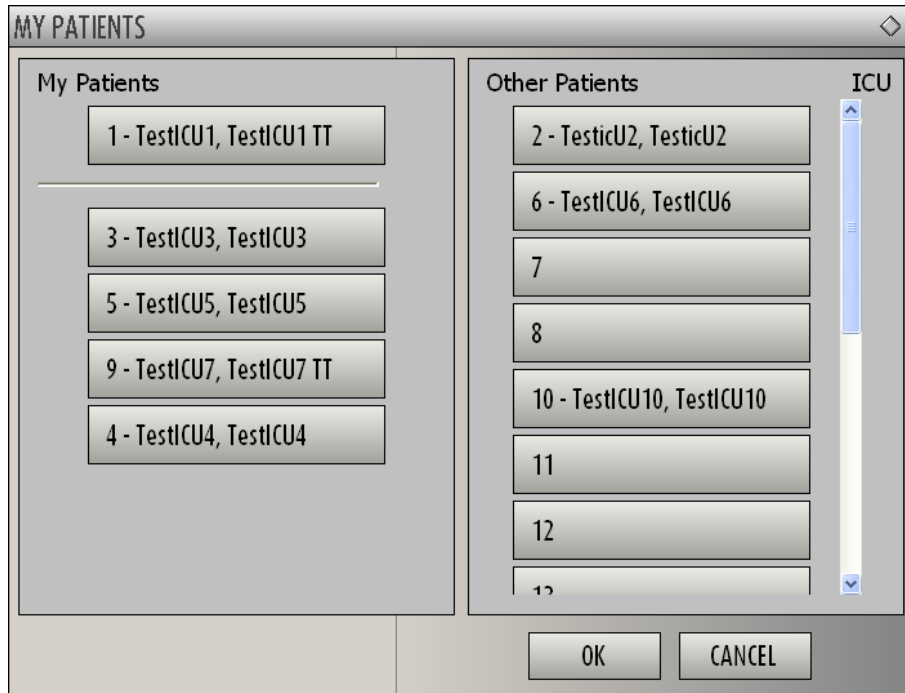 MY PATIENTS
My Patients
1 - TestICU1, TestICU1 TT
3 - TestICU3, TestICU3
5 - TestICU5, TestICU5
9 - TestICU7, TestICU7 TT
4 - TestICU4, TestICU4
Other Patients ICU
2 - TesticU2, TesticU2
6 - TestICU6, TestICU6
7
8
10 - TestICU10, TestICU10
11
12
OK CANCEL